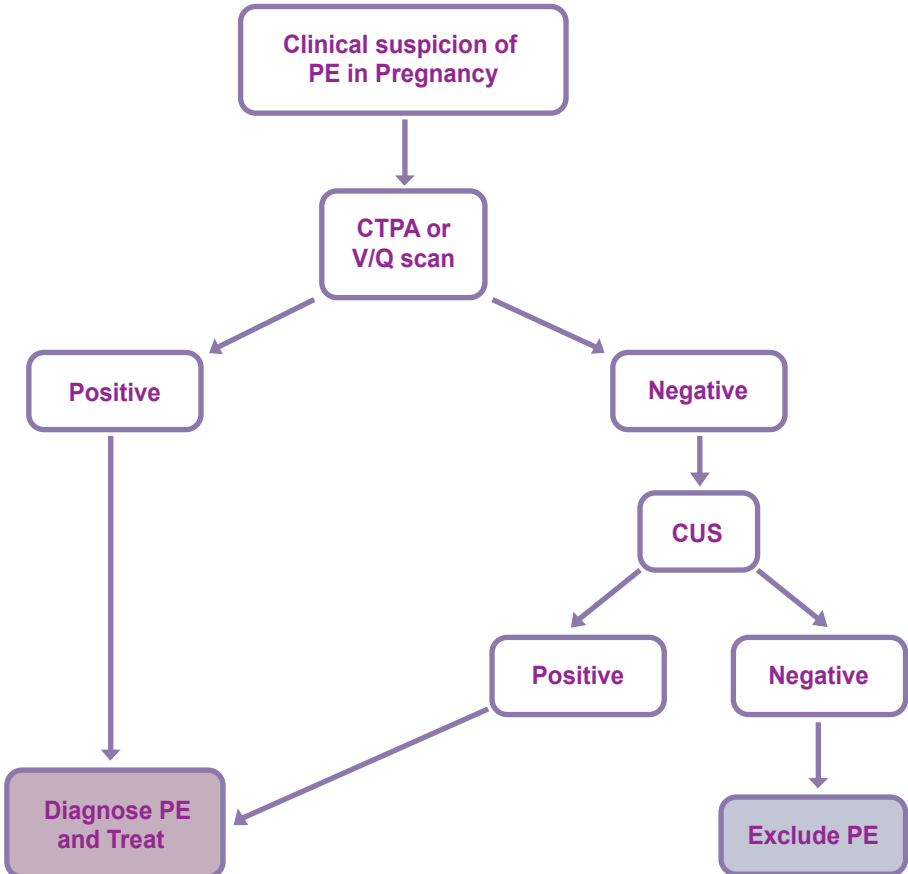 Clinical suspicion of
PE in Pregnancy
CTPA or
V/Q scan
Positive
Negative
CUS
Positive
Negative
Diagnose PE
and Treat
Exclude PE